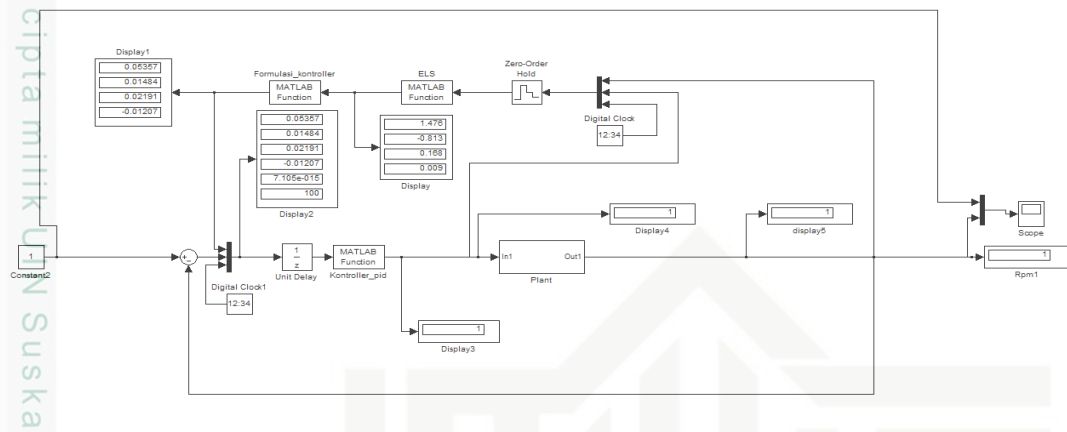 cipta milik UIN Suska
Display1
0.05357
0.01484
0.02191
-0.01207
Formulasi_kontroller
MATLAB
Function
ELS
MATLAB
Function
Zero-Order
Hold
Digital Clock
12:34
0.05357
0.01484
0.02191
-0.01207
7.105e-015
100
Display2
1.476
-0.813
0.168
0.009
Display
1
Display4
1
display5
Scope
1
Constant2
+
-
1
z
Unit Delay
MATLAB
Function
Kontroller_pid
In1
Out1
Plant
1
Rpm1
Digital Clock1
12:34
1
Display3